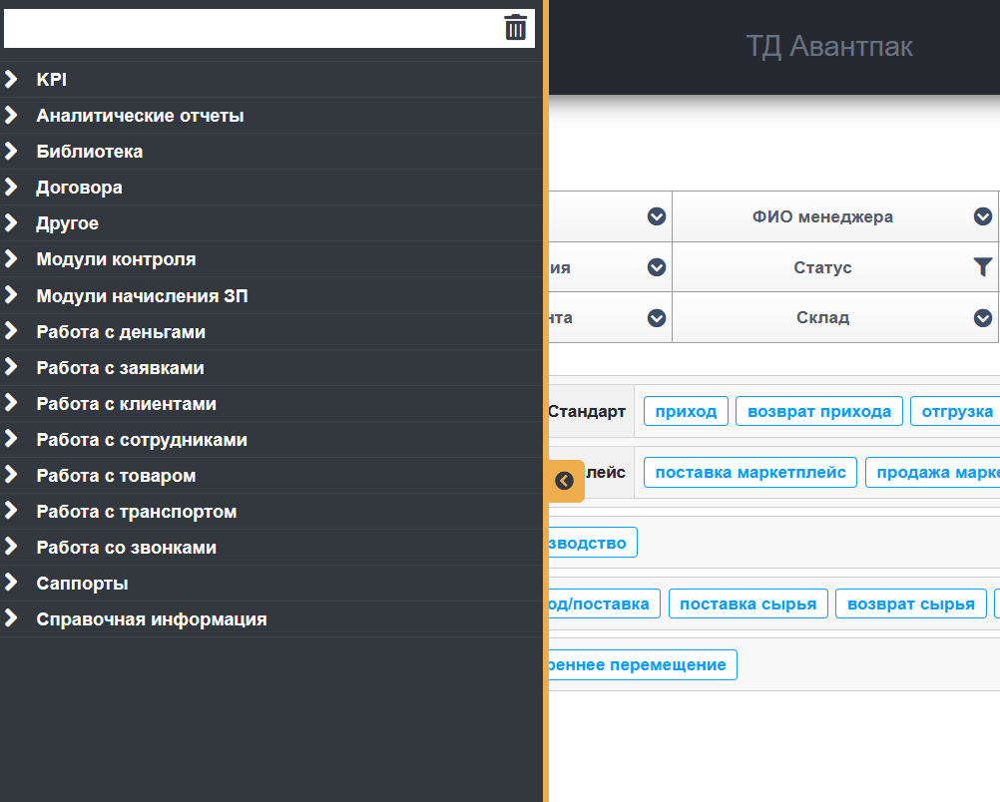 ТД Авантпак
KPI
Аналитические отчеты
Библиотека
Договора
Другое
Модули контроля
Модули начисления ЗП
Работа с деньгами
Работа с заявками
Работа с клиентами
Работа с сотрудниками
Работа с товаром
Работа с транспортом
Работа со звонками
Саппорты
Справочная информация
ФИО менеджера
ия Статус
нта Склад
Стандарт приход возврат прихода отгрузка
лейс поставка маркетплейс продажа марке
зводство
од/поставка поставка сырья возврат сырья
реннее перемещение